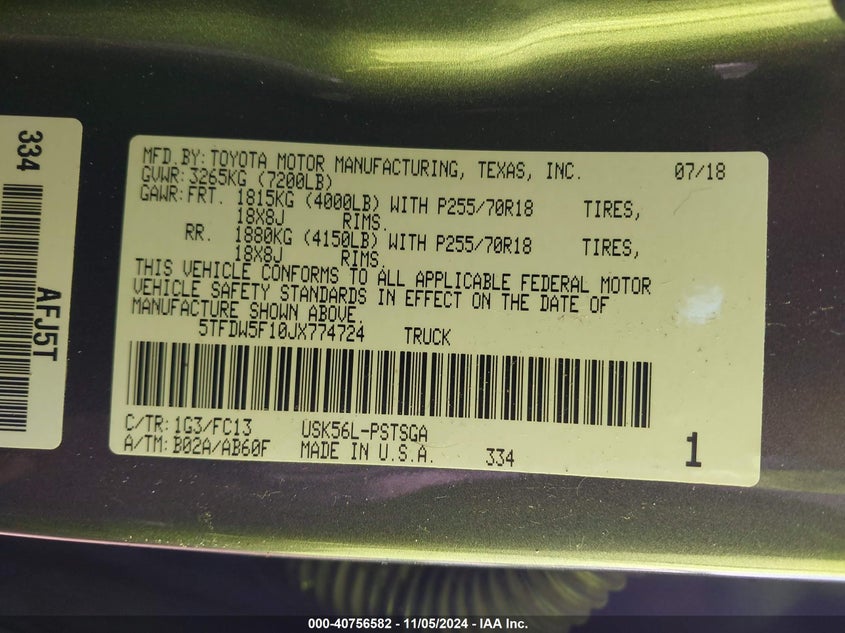 MFD.BY: TOYOTA MOTOR MANUFACTURING, TEXAS, INC. 07/18
GVWR: 3265KG (7200LB)
GAWR: FRT. 1815KG (4000LB) WITH P255/70R18 TIRES,
18X8J RIMS.
RR. 1880KG (4150LB) WITH P255/70R18 TIRES,
18X8J RIMS.
THIS VEHICLE CONFORMS TO ALL APPLICABLE FEDERAL MOTOR
VEHICLE SAFETY STANDARDS IN EFFECT ON THE DATE OF
MANUFACTURE SHOWN ABOVE.
5TFDW5F10JX774724 TRUCK
C/TR: 1G3/FC13 USK56L-PSTSGA
A/TM: B02A/AB60F MADE IN U.S.A. 334 1
334
AFJ5T
000-40756582 - 11/05/2024 - IAA Inc.